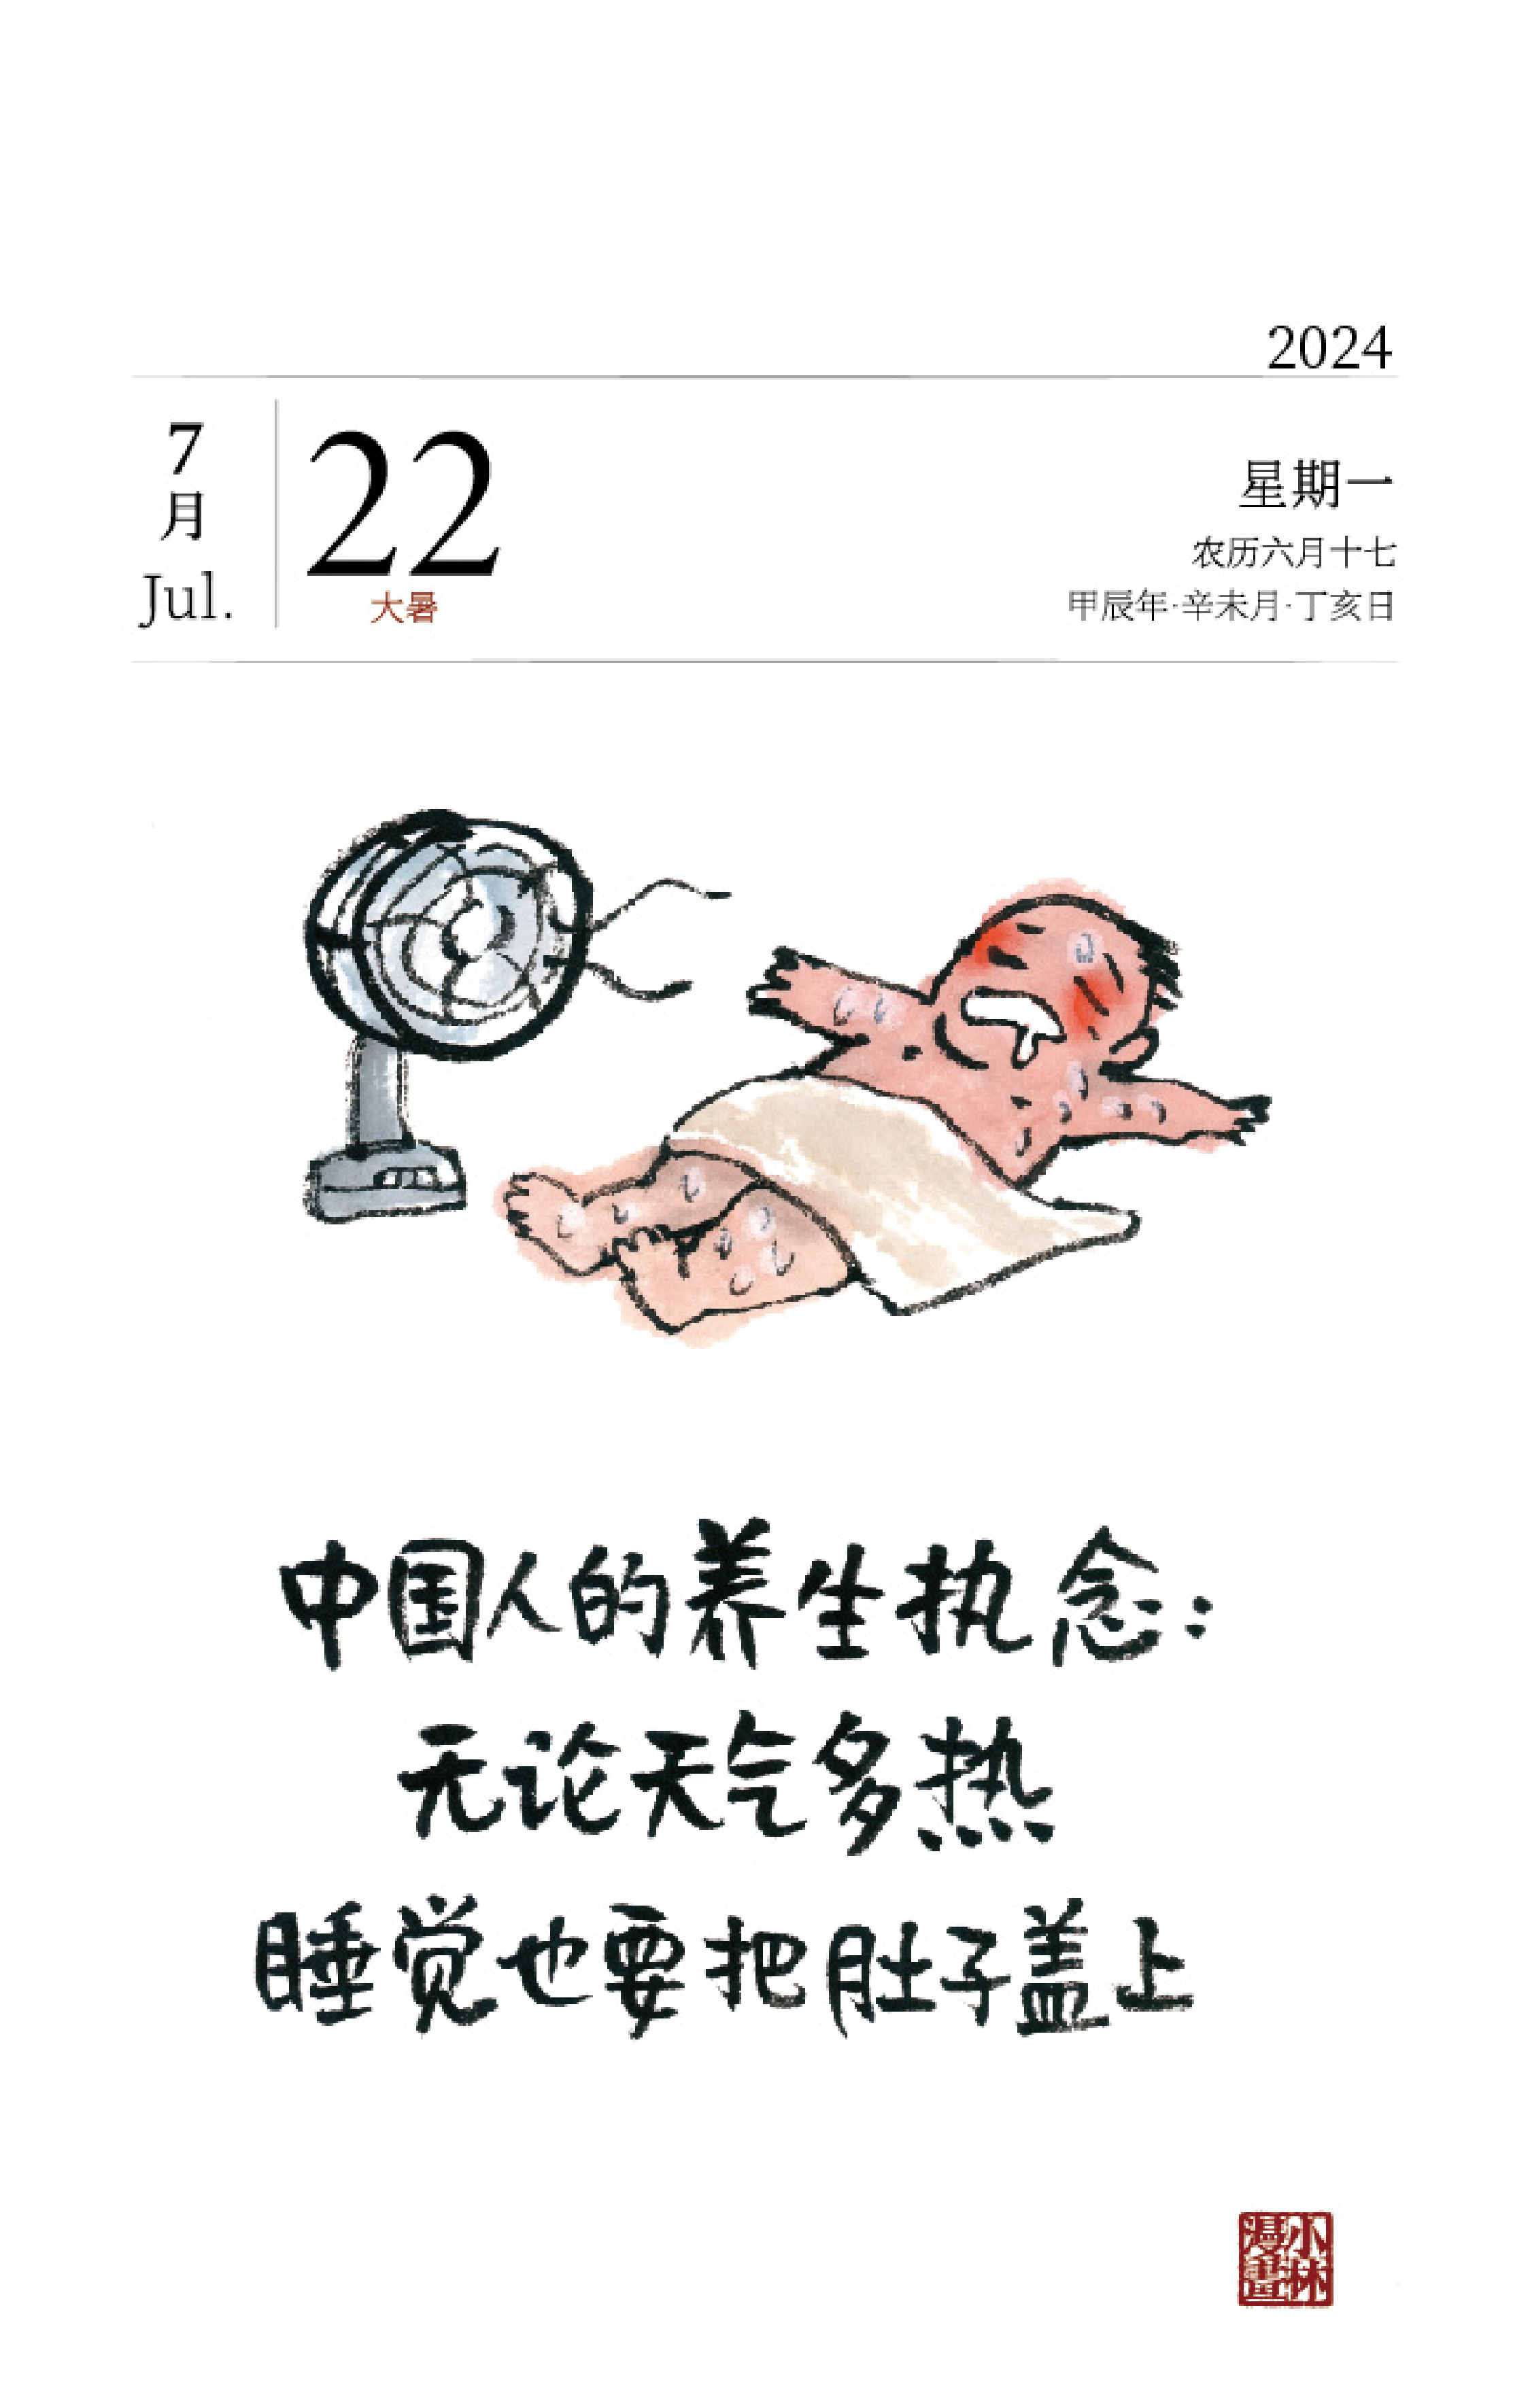 2024
7
月
Jul.
22
大暑
星期一
农历六月十七
甲辰年·辛未月·丁亥日
中国人的养生执念：
无论天气多热
睡觉也要把肚子盖上
小林
漫畫